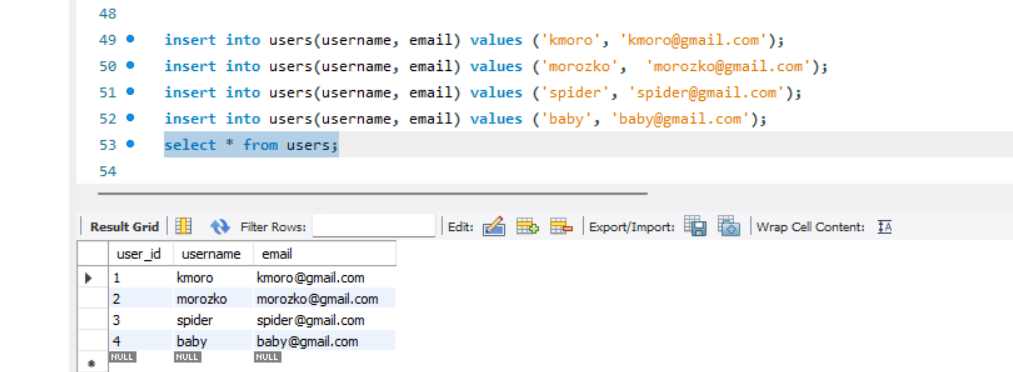 48
49 insert into users(username, email) values ('kmoro', 'kmoro@gmail.com');
50 insert into users(username, email) values ('morozko',  'morozko@gmail.com');
51 insert into users(username, email) values ('spider', 'spider@gmail.com');
52 insert into users(username, email) values ('baby', 'baby@gmail.com');
53 select * from users;
54
Result Grid Filter Rows: Edit: Export/Import: Wrap Cell Content: IA
user_id username email
1 kmoro kmoro@gmail.com
2 morozko morozko@gmail.com
3 spider spider@gmail.com
4 baby baby@gmail.com
NULL NULL NULL